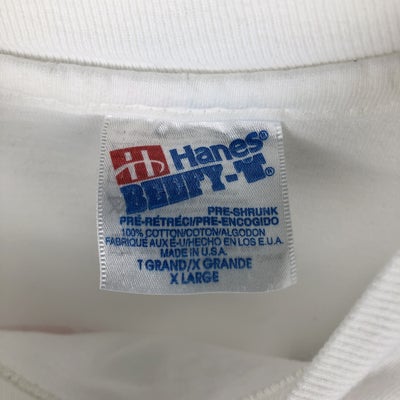 H Hanes®
BEEFY-T®
PRE-SHRUNK
PRÉ-RÉTRÉCI/PRE-ENCOGIDO
100% COTTON/COTON/ALGODON
FABRIQUE AUX E-U/HECHO EN LOS E.U.A.
MADE IN U.S.A.
T GRAND/X GRANDE
X LARGE